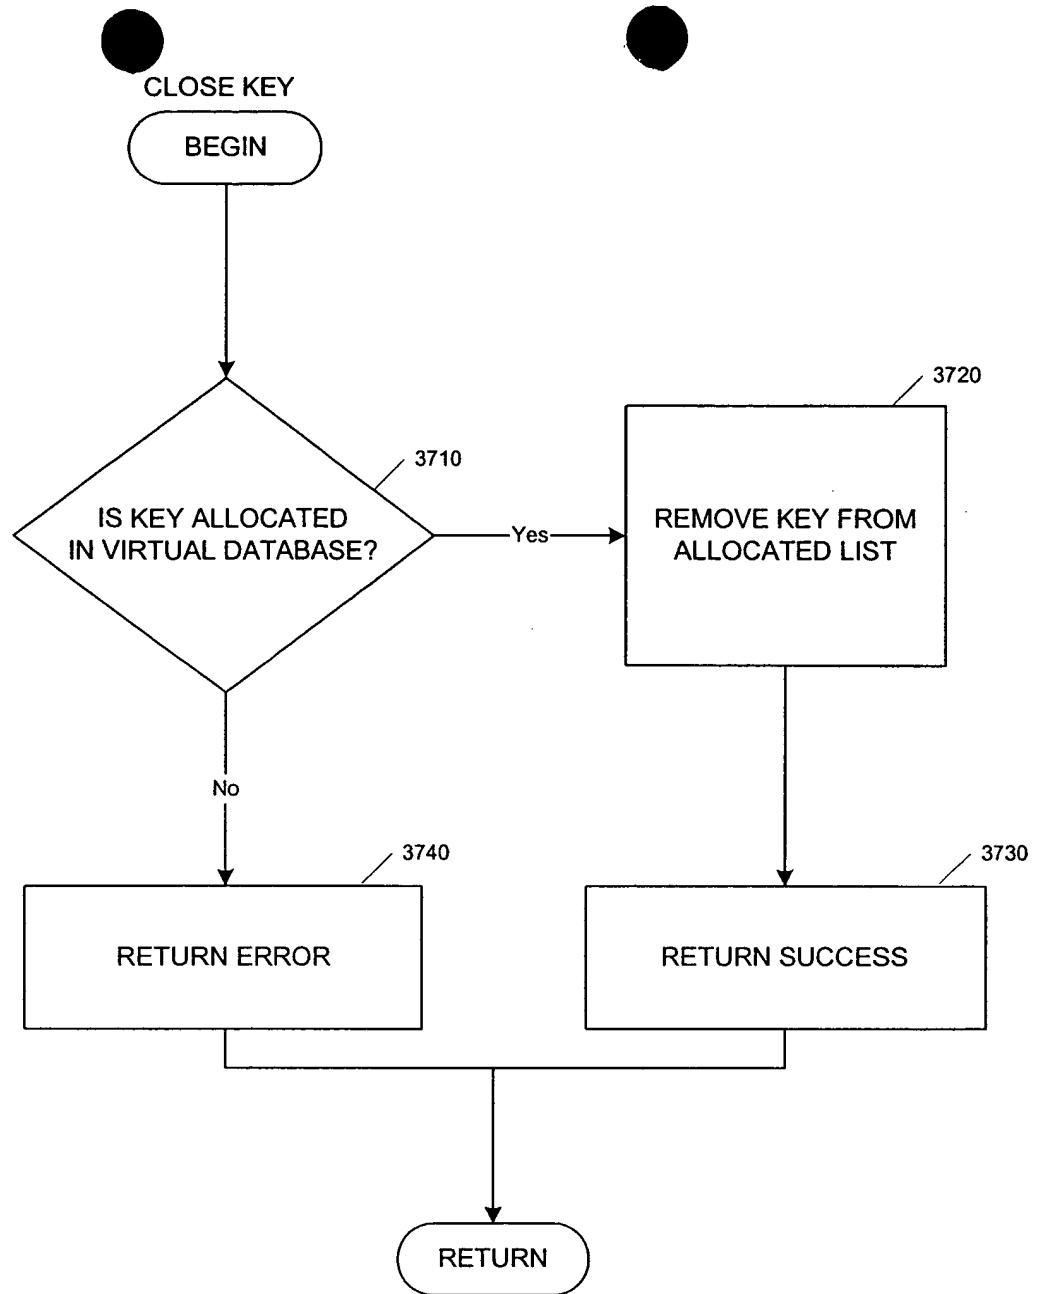 CLOSE KEY
BEGIN
3710
IS KEY ALLOCATED
IN VIRTUAL DATABASE?
Yes
3720
REMOVE KEY FROM
ALLOCATED LIST
No
3740
RETURN ERROR
3730
RETURN SUCCESS
RETURN